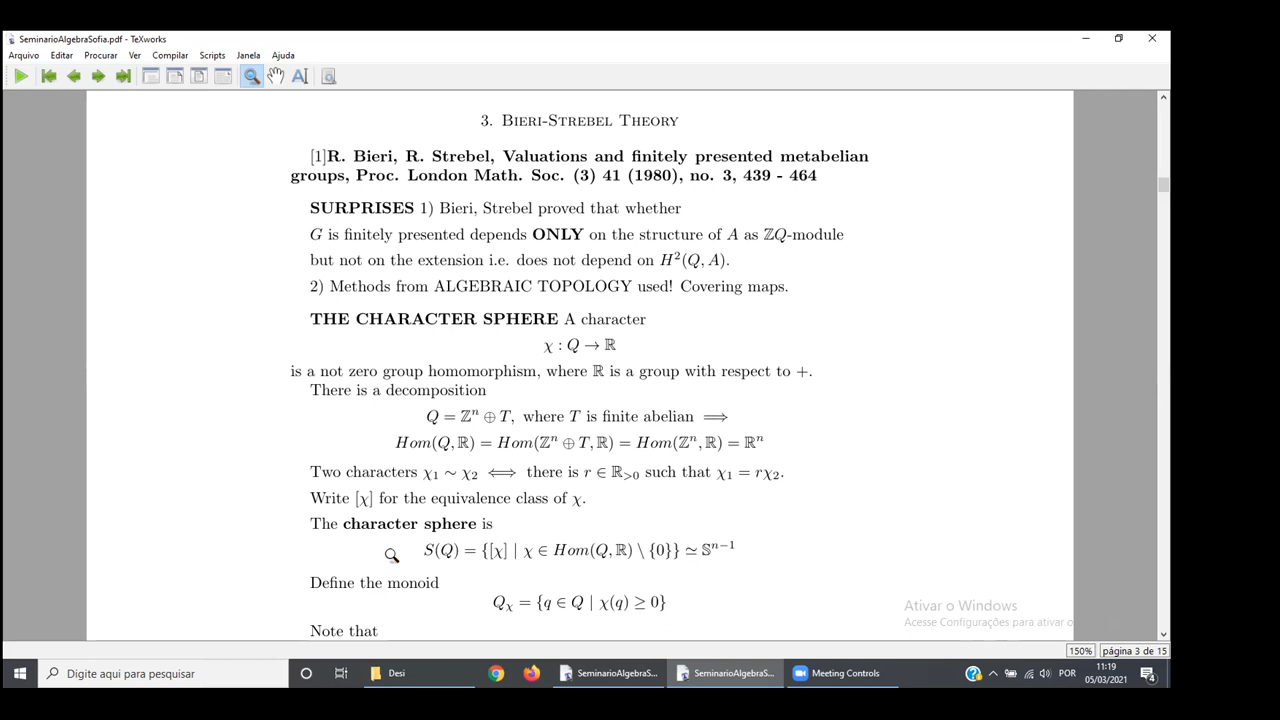 SeminarioAlgebraSofia.pdf - TeXworks
Arquivo Editar Procurar Ver Compilar Scripts Janela Ajuda
3. Bieri-Strebel Theory
[1]R. Bieri, R. Strebel, Valuations and finitely presented metabelian
groups, Proc. London Math. Soc. (3) 41 (1980), no. 3, 439 - 464
SURPRISES 1) Bieri, Strebel proved that whether
G is finitely presented depends ONLY on the structure of A as ℤQ-module
but not on the extension i.e. does not depend on H²(Q, A).
2) Methods from ALGEBRAIC TOPOLOGY used! Covering maps.
THE CHARACTER SPHERE A character
χ : Q → ℝ
is a not zero group homomorphism, where ℝ is a group with respect to +.
There is a decomposition
Q = ℤⁿ ⊕ T, where T is finite abelian ⟹
Hom(Q, ℝ) = Hom(ℤⁿ ⊕ T, ℝ) = Hom(ℤⁿ, ℝ) = ℝⁿ
Two characters χ₁ ∼ χ₂ ⟺ there is r ∈ ℝ>0 such that χ₁ = rχ₂.
Write [χ] for the equivalence class of χ.
The character sphere is
S(Q) = {[χ] | χ ∈ Hom(Q, ℝ) \ {0}} ≃ 𝕊ⁿ⁻¹
Define the monoid
Qχ = {q ∈ Q | χ(q) ≥ 0}
Note that
Ativar o Windows
Acesse Configurações para ativar o
150% página 3 de 15
Digite aqui para pesquisar
Desi
SeminarioAlgebraS...
SeminarioAlgebraS...
Meeting Controls
POR
11:19
05/03/2021
4